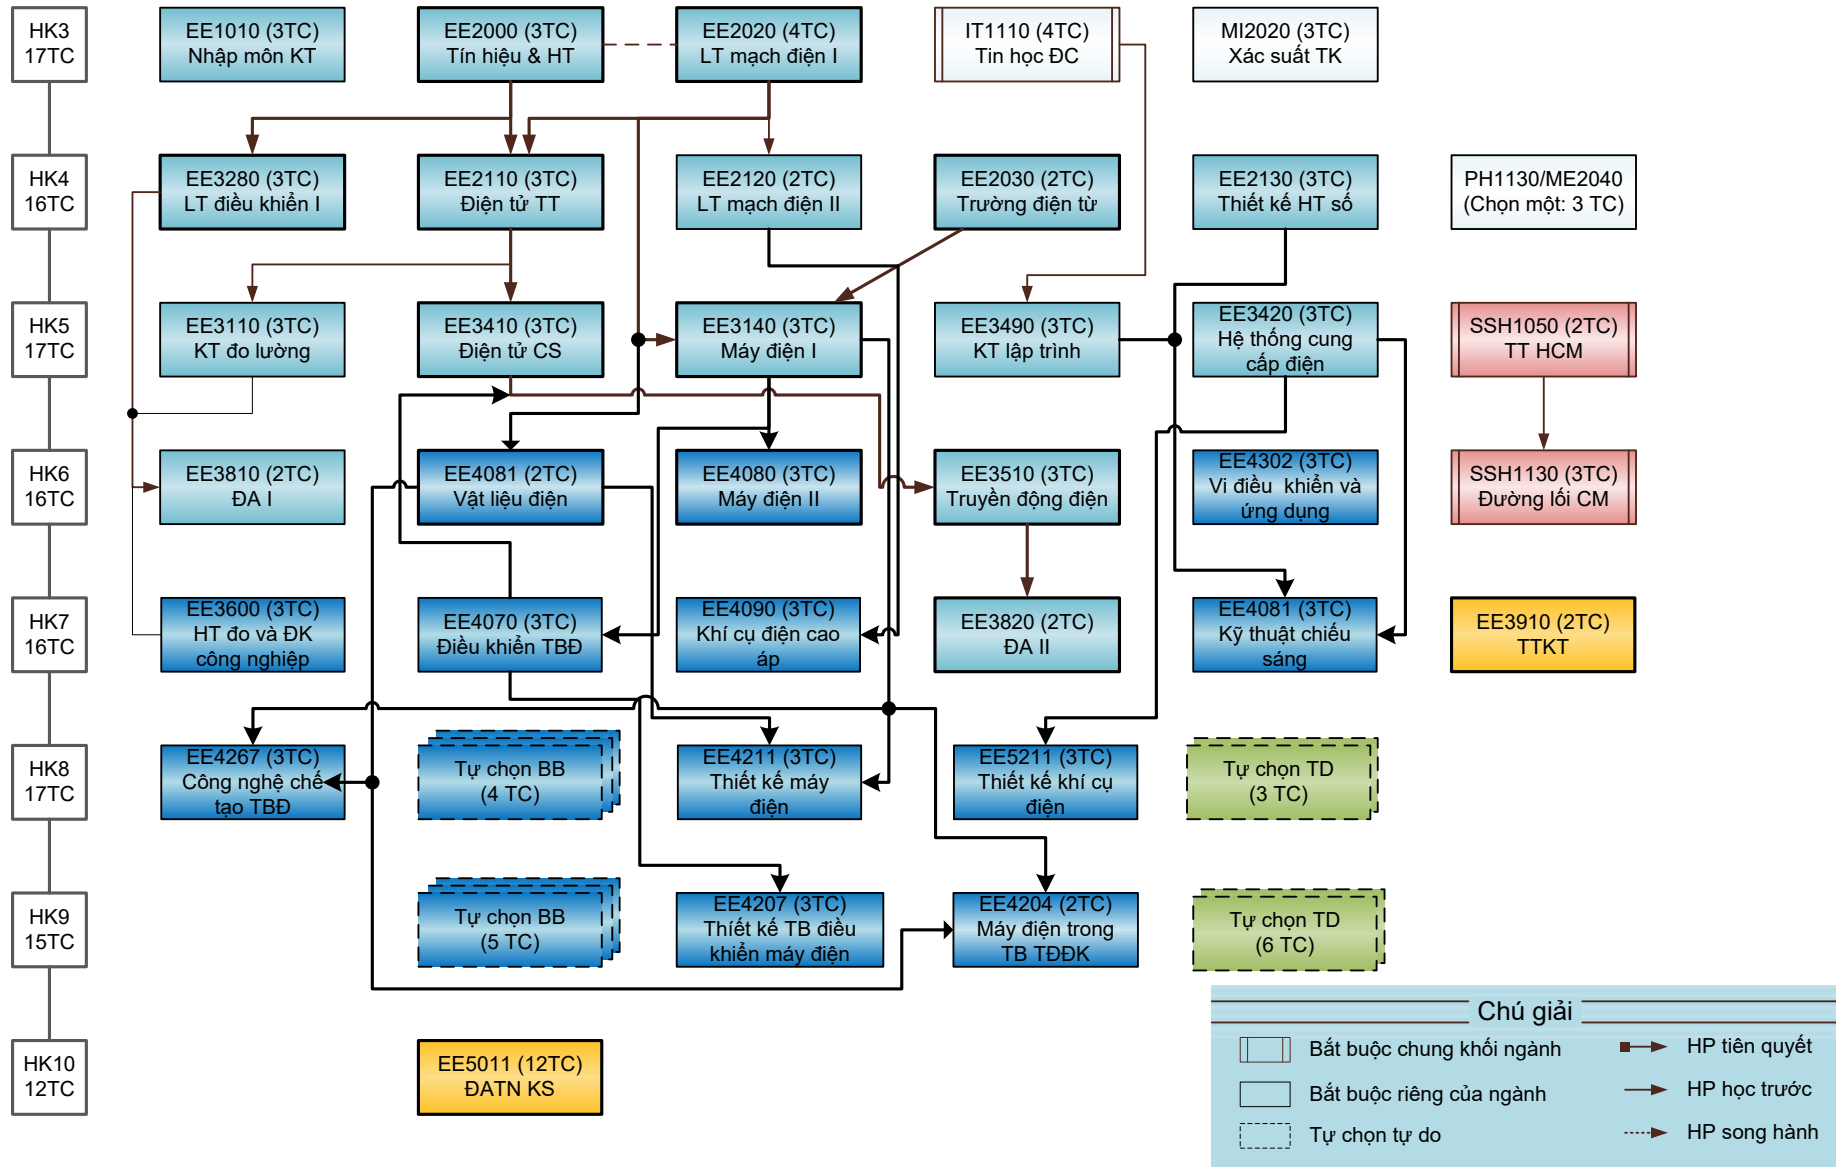 HK3
17TC
EE1010 (3TC)
Nhập môn KT
EE2000 (3TC)
Tín hiệu & HT
EE2020 (4TC)
LT mạch điện I
IT1110 (4TC)
Tin học ĐC
MI2020 (3TC)
Xác suất TK
HK4
16TC
EE3280 (3TC)
LT điều khiển I
EE2110 (3TC)
Điện tử TT
EE2120 (2TC)
LT mạch điện II
EE2030 (2TC)
Trường điện từ
EE2130 (3TC)
Thiết kế HT số
PH1130/ME2040
(Chọn một: 3 TC)
HK5
17TC
EE3110 (3TC)
KT đo lường
EE3410 (3TC)
Điện tử CS
EE3140 (3TC)
Máy điện I
EE3490 (3TC)
KT lập trình
EE3420 (3TC)
Hệ thống cung
cấp điện
SSH1050 (2TC)
TT HCM
HK6
16TC
EE3810 (2TC)
ĐA I
EE4081 (2TC)
Vật liệu điện
EE4080 (3TC)
Máy điện II
EE3510 (3TC)
Truyền động điện
EE4302 (3TC)
Vi điều  khiển và
ứng dụng
SSH1130 (3TC)
Đường lối CM
HK7
16TC
EE3600 (3TC)
HT đo và ĐK
công nghiệp
EE4070 (3TC)
Điều khiển TBĐ
EE4090 (3TC)
Khí cụ điện cao
áp
EE3820 (2TC)
ĐA II
EE4081 (3TC)
Kỹ thuật chiếu
sáng
EE3910 (2TC)
TTKT
HK8
17TC
EE4267 (3TC)
Công nghệ chế
tạo TBĐ
Tự chọn BB
(4 TC)
EE4211 (3TC)
Thiết kế máy
điện
EE5211 (3TC)
Thiết kế khí cụ
điện
Tự chọn TD
(3 TC)
HK9
15TC
Tự chọn BB
(5 TC)
EE4207 (3TC)
Thiết kế TB điều
khiển máy điện
EE4204 (2TC)
Máy điện trong
TB TĐĐK
Tự chọn TD
(6 TC)
HK10
12TC
EE5011 (12TC)
ĐATN KS
Chú giải
Bắt buộc chung khối ngành
HP tiên quyết
Bắt buộc riêng của ngành
HP học trước
Tự chọn tự do
HP song hành